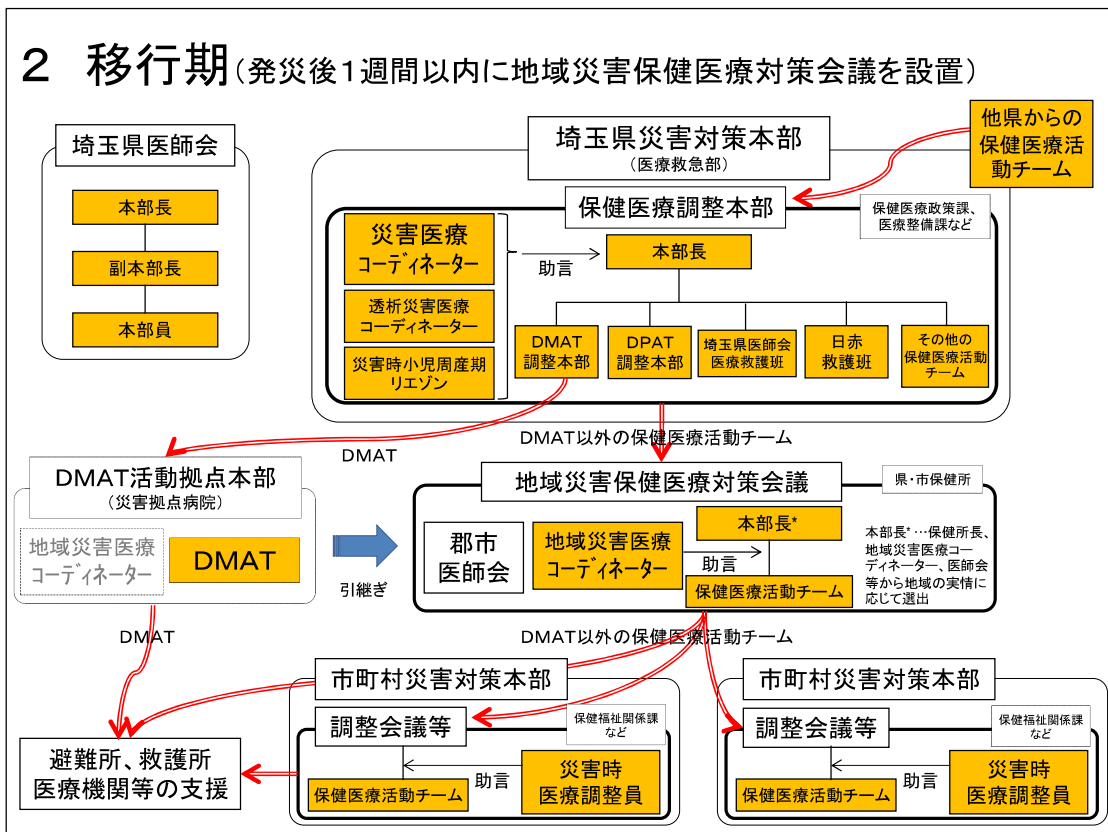 2 移行期(発災後1週間以内に地域災害保健医療対策会議を設置)
埼玉県医師会
本部長
副本部長
本部員
埼玉県災害対策本部
(医療救急部)
他県からの
保健医療活
動チーム
保健医療調整本部
保健医療政策課、
医療整備課など
災害医療
コーディネーター
透析災害医療
コーディネーター
災害時小児周産期
リエゾン
助言
本部長
DMAT
調整本部
DPAT
調整本部
埼玉県医師会
医療救護班
日赤
救護班
その他の
保健医療活動
チーム
DMAT
DMAT以外の保健医療活動チーム
DMAT活動拠点本部
(災害拠点病院)
地域災害医療
コーディネーター
DMAT
引継ぎ
地域災害保健医療対策会議
県・市保健所
郡市
医師会
地域災害医療
コーディネーター
助言
本部長*
保健医療活動チーム
本部長*…保健所長、
地域災害医療コー
ディネーター、医師会
等から地域の実情に
応じて選出
DMAT
DMAT以外の保健医療活動チーム
市町村災害対策本部
調整会議等
保健福祉関係課
など
保健医療活動チーム
助言
災害時
医療調整員
市町村災害対策本部
調整会議等
保健福祉関係課
など
保健医療活動チーム
助言
災害時
医療調整員
避難所、救護所
医療機関等の支援